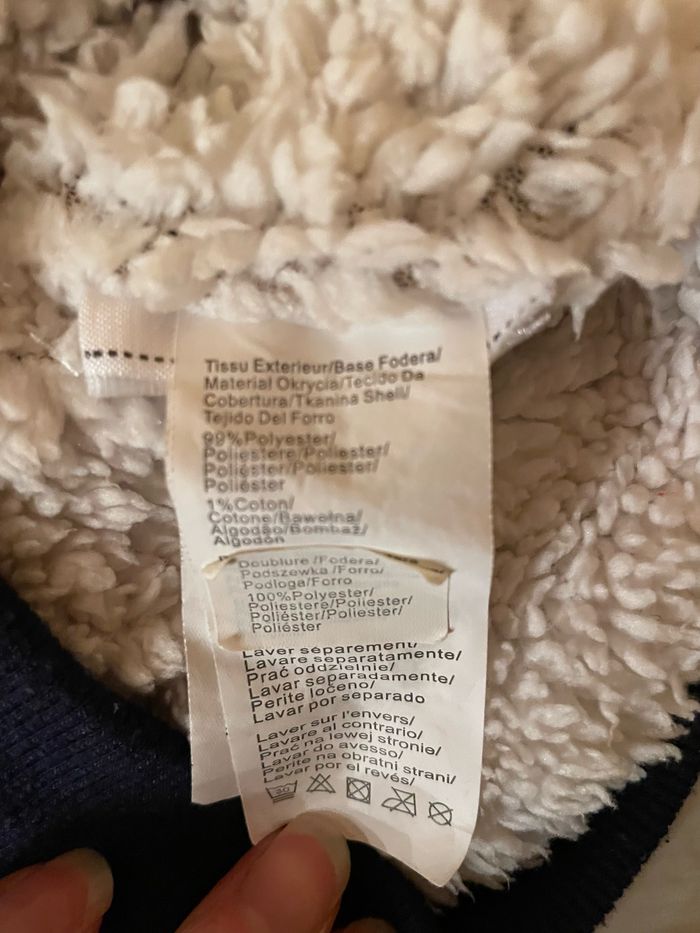 Tissu Exterieur/Base Fodera/
Material Okrycia/Tecido Da
Cobertura/Tkanina Shell/
Tejido Del Forro
99%Polyester/
Poliestere/Poliester/
Poliéster/Poliester/
Poliéster
1%Coton/
Cotone/Bawełna/
Algodão/Bombaž/
Algodón
Doublure /Fodera/
Podszewka /Forro/
Podloga/Forro
100%Polyester/
Poliestere/Poliester/
Poliéster/Poliester/
Poliéster
Laver séparement/
Lavare separatamente/
Prać oddzielnie/
Lavar separadamente/
Perite ločeno/
Lavar por separado
Laver sur l'envers/
Lavare al contrario/
Prać na lewej stronie/
Lavar do avesso/
Perite na obratni strani/
Lavar por el revés/